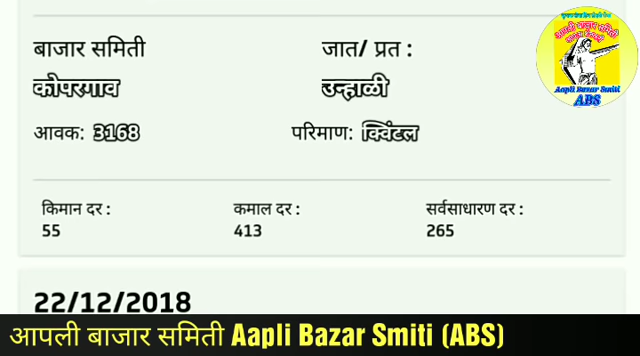 बाजार समिती
जात/ प्रत :
कोपरगाव
उन्हाळी
आवक: 3168
परिमाण: क्विंटल
किमान दर :
कमाल दर :
सर्वसाधारण दर :
55
413
265
22/12/2018
आपली बाजार समिती Aapli Bazar Smiti (ABS)
Aapli Bazar Smiti
ABS